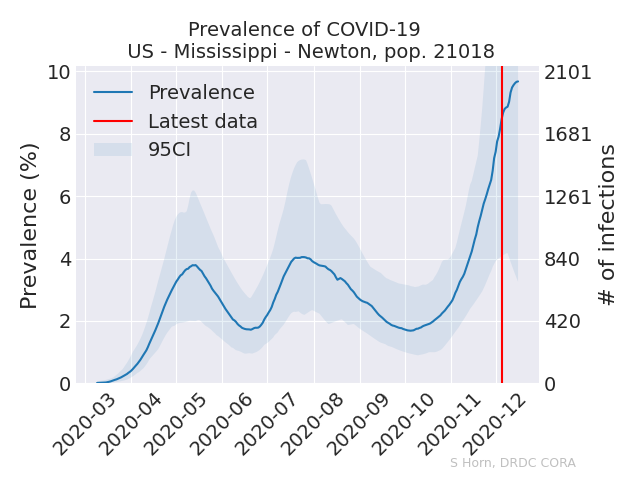 Prevalence of COVID-19
US - Mississippi - Newton, pop. 21018
Prevalence
Latest data
95CI
Prevalence (%)
10
8
6
4
2
0
2101
1681
1261
840
420
0
# of infections
2020-03
2020-04
2020-05
2020-06
2020-07
2020-08
2020-09
2020-10
2020-11
2020-12
S Horn, DRDC CORA